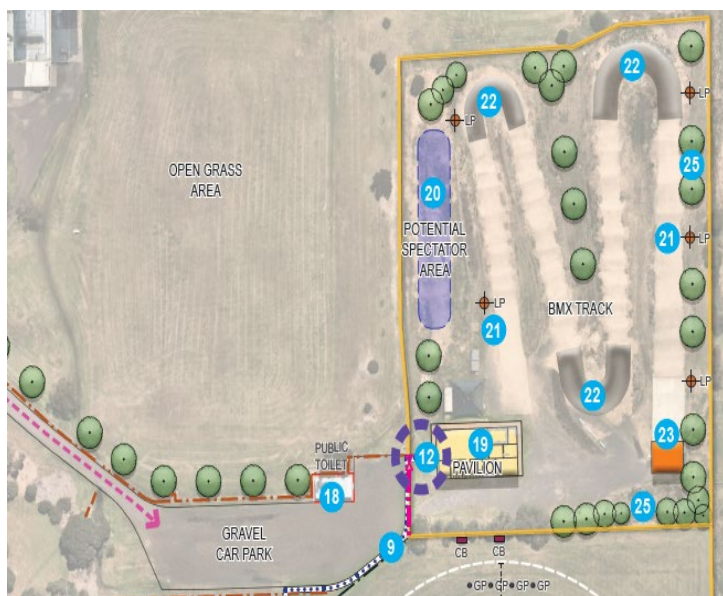 22
22
LP
LP
OPEN GRASS
AREA
25
20
POTENTIAL
SPECTATOR
AREA
21
LP
LP
21
BMX TRACK
22
PUBLIC
TOILET
12
19
PAVILION
23
18
25
GRAVEL
CAR PARK
9
CB
CB
GP
GP
GP
GP